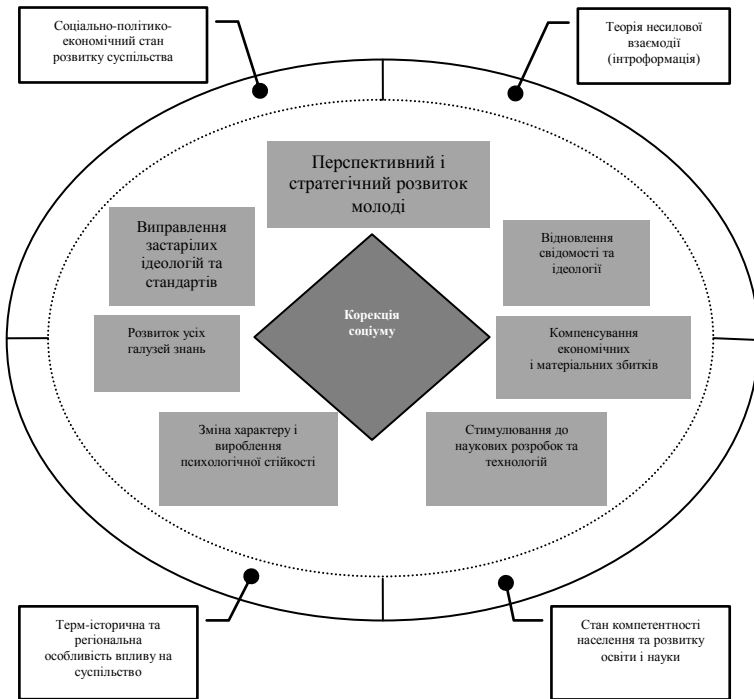 Соціально-політико-
економічний стан
розвитку суспільства
Теорія несилової
взаємодії
(інтроформація)
Перспективний і
стратегічний розвиток
молоді
Виправлення
застарілих
ідеологій та
стандартів
Відновлення
свідомості та
ідеології
Корекція
соціуму
Розвиток усіх
галузей знань
Компенсування
економічних
і матеріальних збитків
Зміна характеру і
вироблення
психологічної стійкості
Стимулювання до
наукових розробок та
технологій
Терм-історична та
регіональна
особливість впливу на
суспільство
Стан компетентності
населення та розвитку
освіти і науки